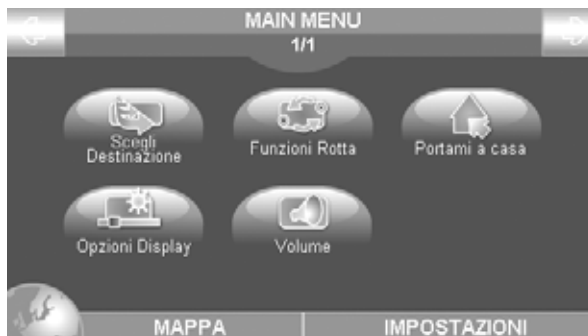 MAIN MENU
1/1
Scegli
Destinazione
Funzioni Rotta
Portami a casa
Opzioni Display
Volume
MAPPA
IMPOSTAZIONI